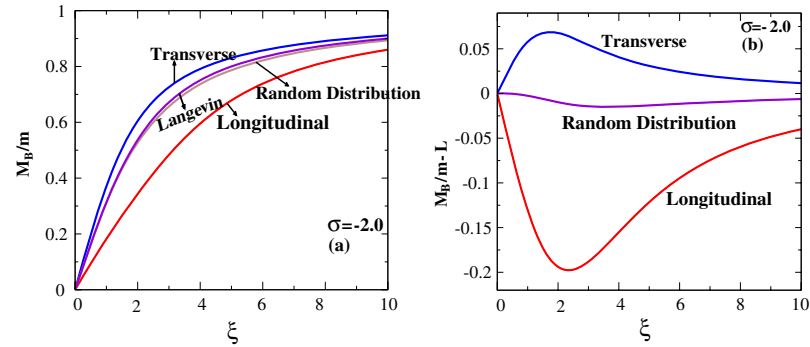 1
0.8
0.6
0.4
0.2
0
M_B/m
Transverse
Langevin
Random Distribution
Longitudinal
σ=-2.0
(a)
0 2 4 6 8 10
ξ
0.05
0
-0.05
-0.1
-0.15
-0.2
M_B/m- L
σ=-2.0
(b)
Transverse
Random Distribution
Longitudinal
0 2 4 6 8 10
ξ